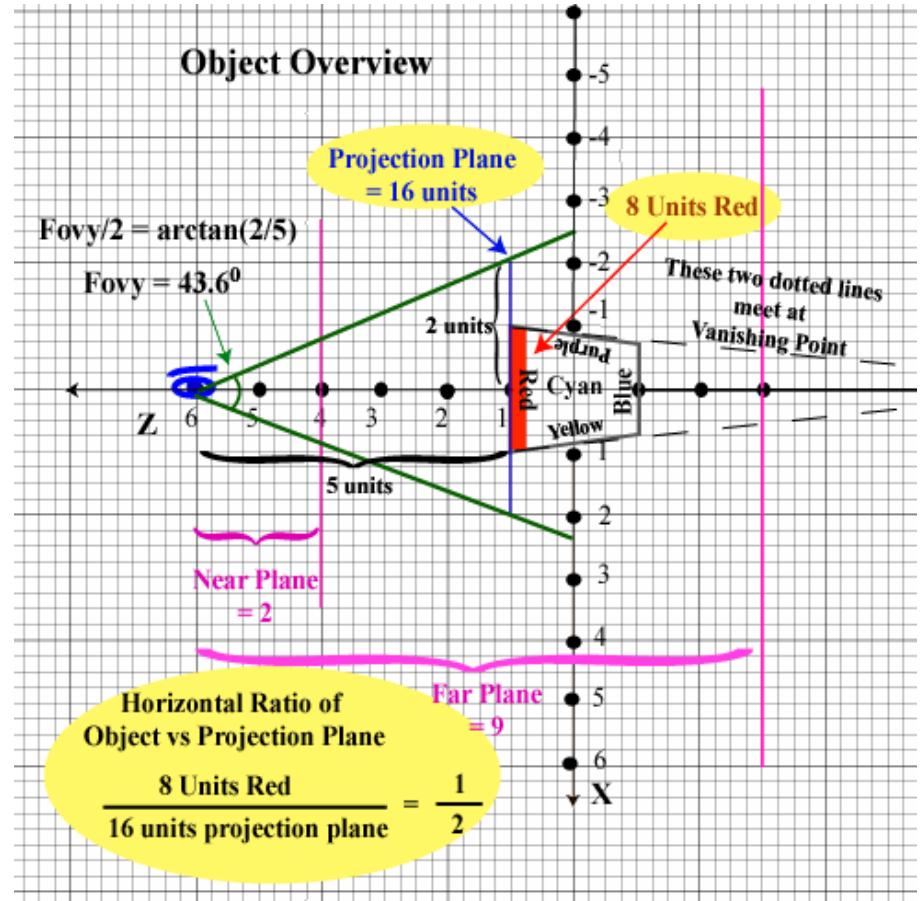 Object Overview
-5
-4
Projection Plane
= 16 units
-3
8 Units Red
Fovy/2 = arctan(2/5)
Fovy = 43.6⁰
-2
These two dotted lines
meet at
Vanishing Point
-1
2 units
Purple
Red
Cyan
Blue
Yellow
Z
6
5
4
3
2
1
1
5 units
2
Near Plane
= 2
3
4
Far Plane
= 9
5
6
X
Horizontal Ratio of
Object vs Projection Plane
8 Units Red
16 units projection plane
=
1
2